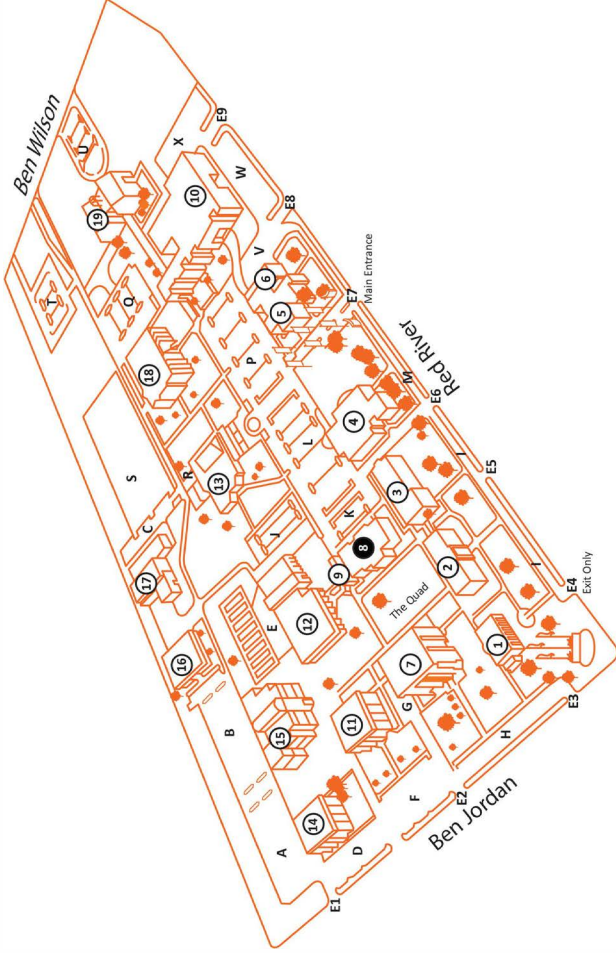 Ben Wilson
U
T
19
X
E9
Q
10
W
18
V
E8
6
5
E7
Main Entrance
P
S
R
13
C
17
L
4
M
Red River
E6
3
J
E5
K
J
8
9
2
The Quad
I
E4
Exit Only
E
12
16
1
7
G
E3
B
15
11
H
F
E2
Ben Jordan
14
A
D
E1